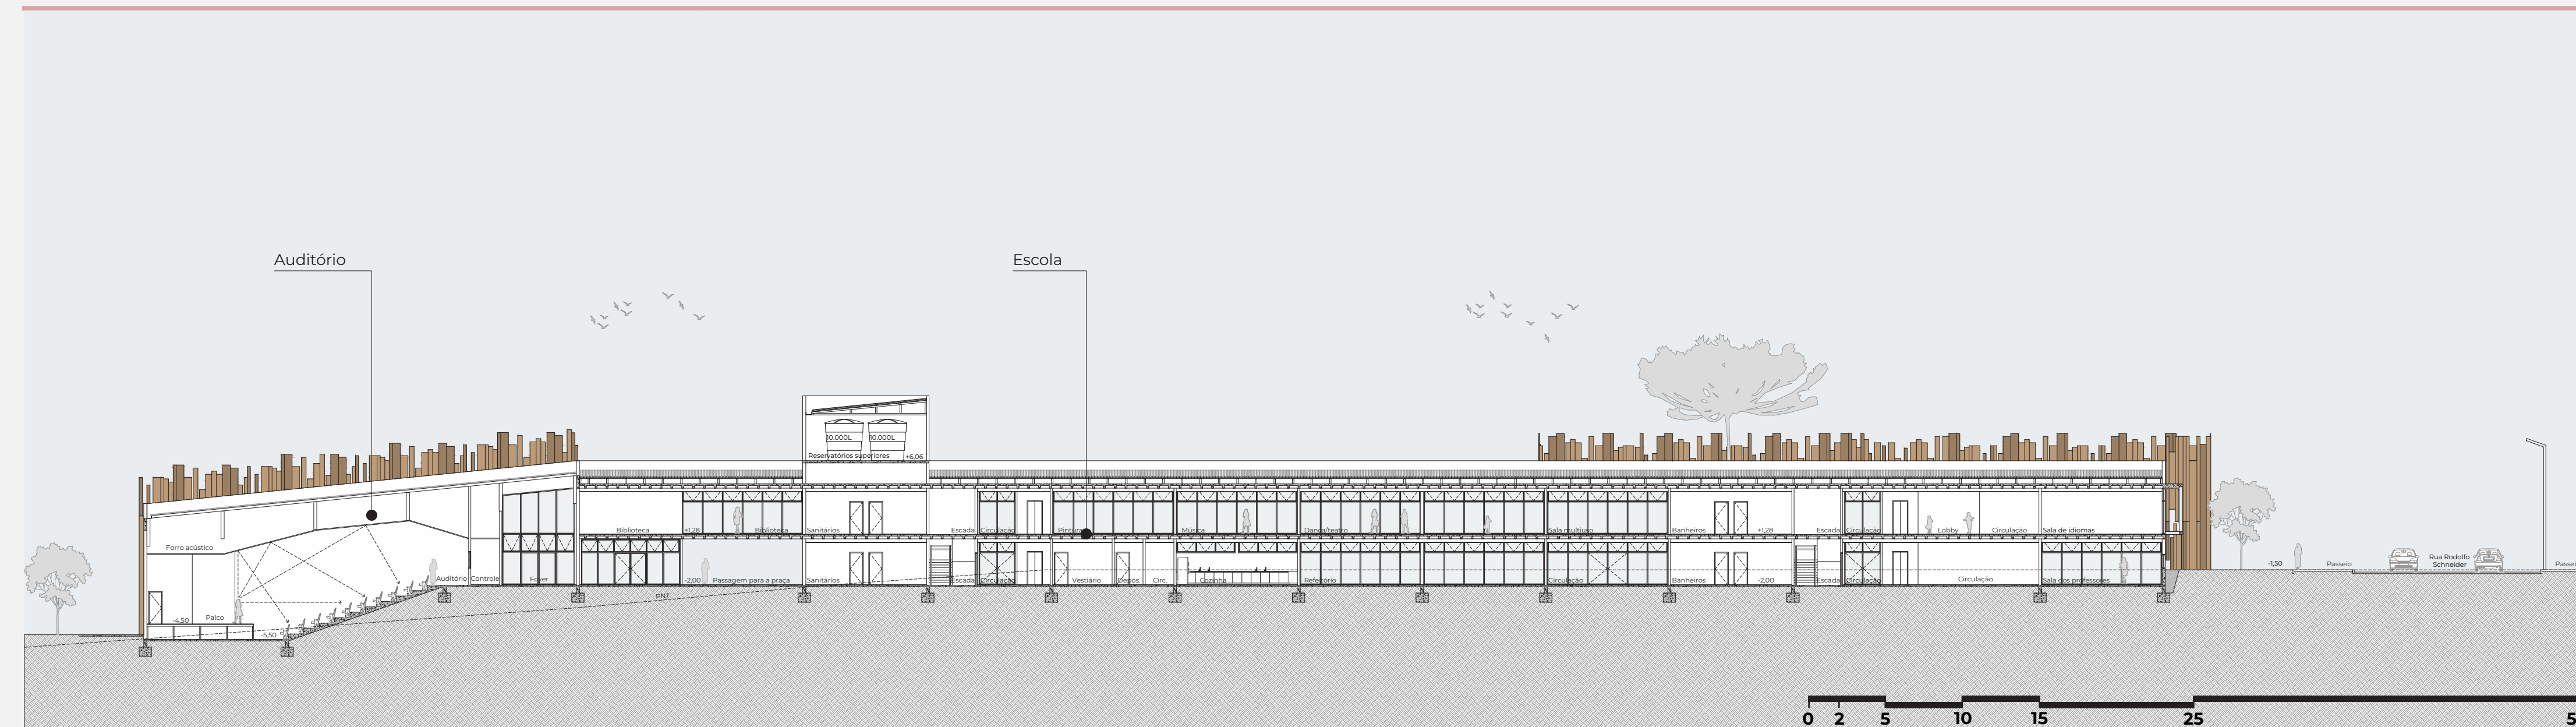 Auditório
Escola
10.000L 10.000L
Reservatórios superiores +6,06
Biblioteca +1,28 Biblioteca Sanitários Escada Circulação Pintura Música Dança/teatro Sala multiuso Banheiros +1,28 Escada Circulação Lobby Circulação Sala de idiomas
Forro acústico
Auditório Controle Foyer -2,00 Passagem para a praça Sanitários Escada Circulação Vestiário Depós. Circ. Cozinha Refeitório Circulação Banheiros -2,00 Escada Circulação Circulação Sala dos professores
-1,50 Passeio Rua Rodolfo Schneider
PNT
-4,50 Palco
-5,50
0 2 5 10 15 25